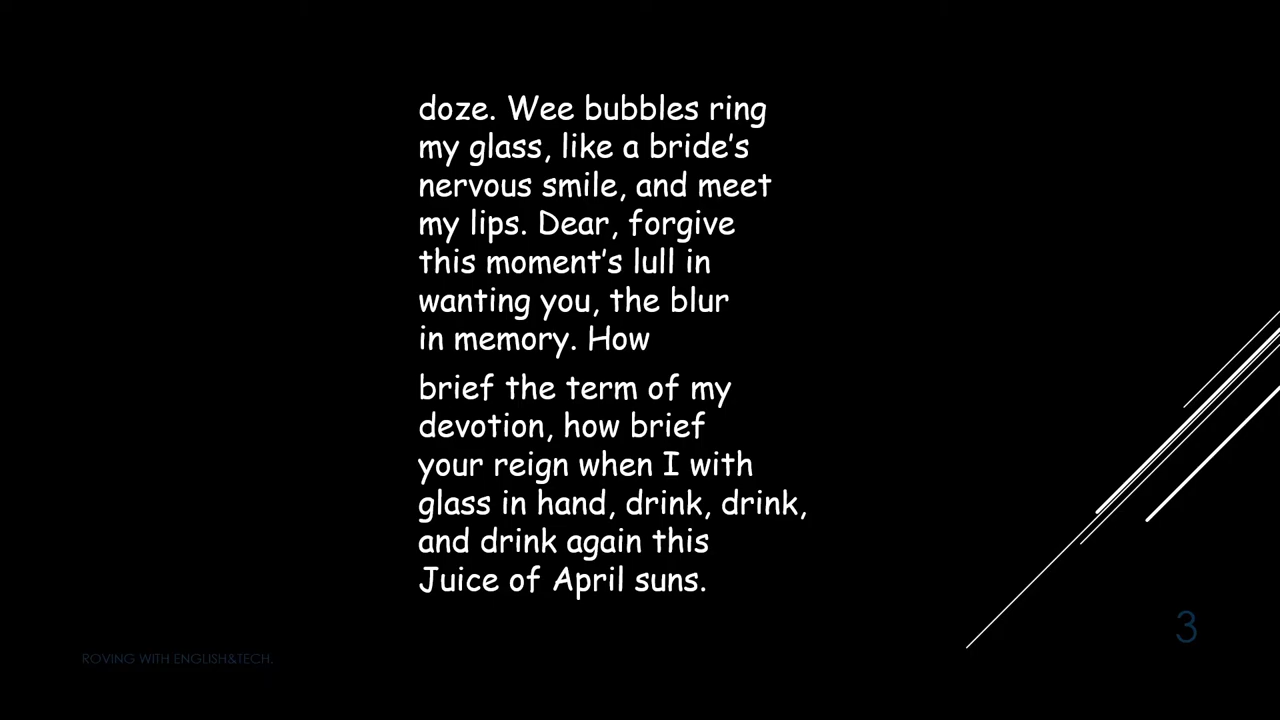 doze. Wee bubbles ring
my glass, like a bride's
nervous smile, and meet
my lips. Dear, forgive
this moment's lull in
wanting you, the blur
in memory. How
brief the term of my
devotion, how brief
your reign when I with
glass in hand, drink, drink,
and drink again this
Juice of April suns.
3
ROVING WITH ENGLISH&TECH.